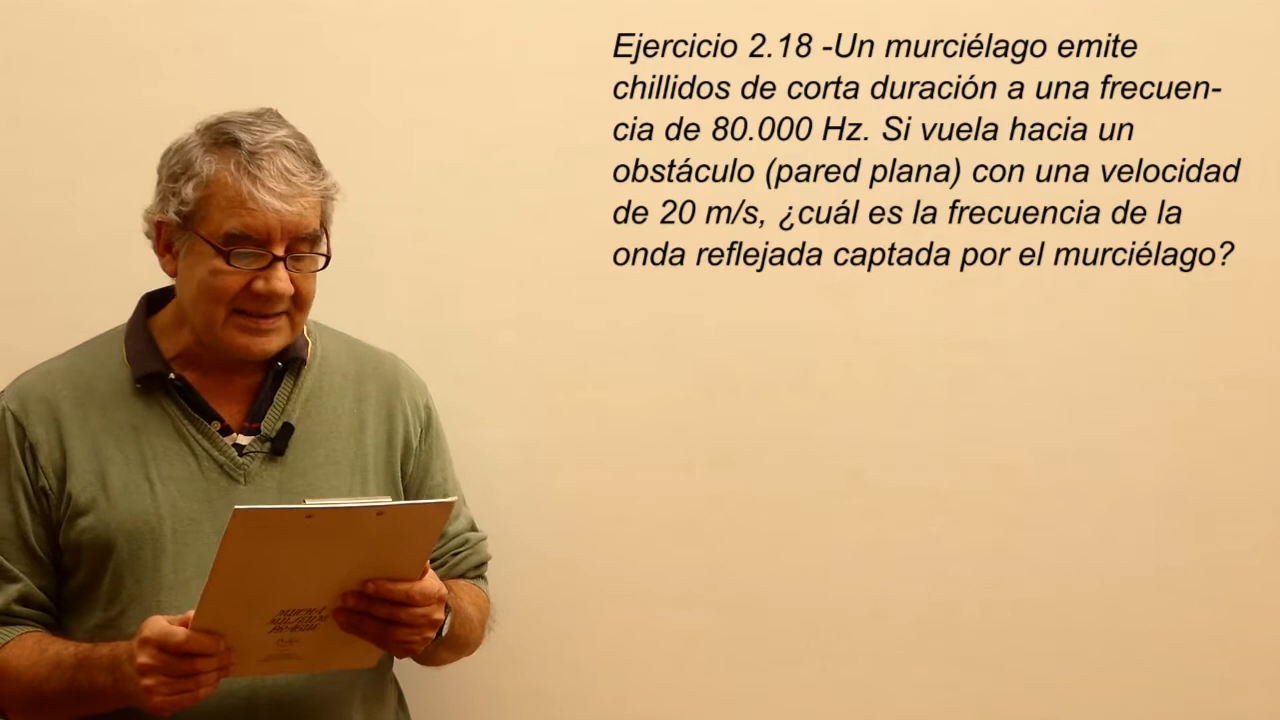 Ejercicio 2.18 -Un murciélago emite
chillidos de corta duración a una frecuen-
cia de 80.000 Hz. Si vuela hacia un
obstáculo (pared plana) con una velocidad
de 20 m/s, ¿cuál es la frecuencia de la
onda reflejada captada por el murciélago?